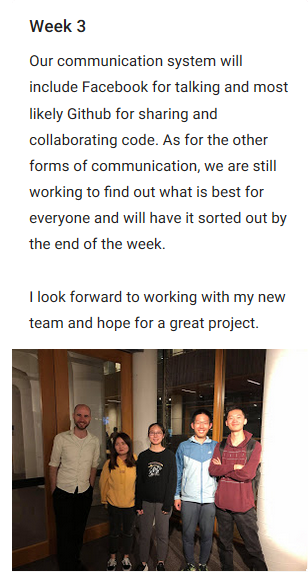 Week 3
Our communication system will
include Facebook for talking and most
likely Github for sharing and
collaborating code. As for the other
forms of communication, we are still
working to find out what is best for
everyone and will have it sorted out by
the end of the week.
I look forward to working with my new
team and hope for a great project.